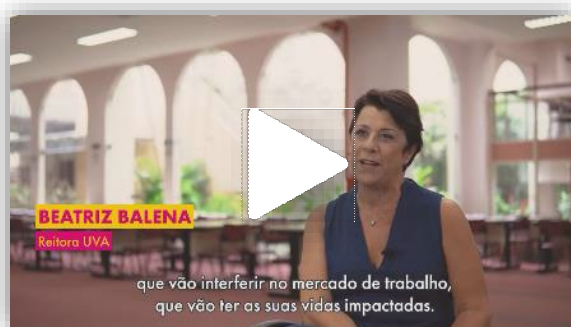 BEATRIZ BALENA
Reitora UVA
que vão interferir no mercado de trabalho,
que vão ter as suas vidas impactadas.